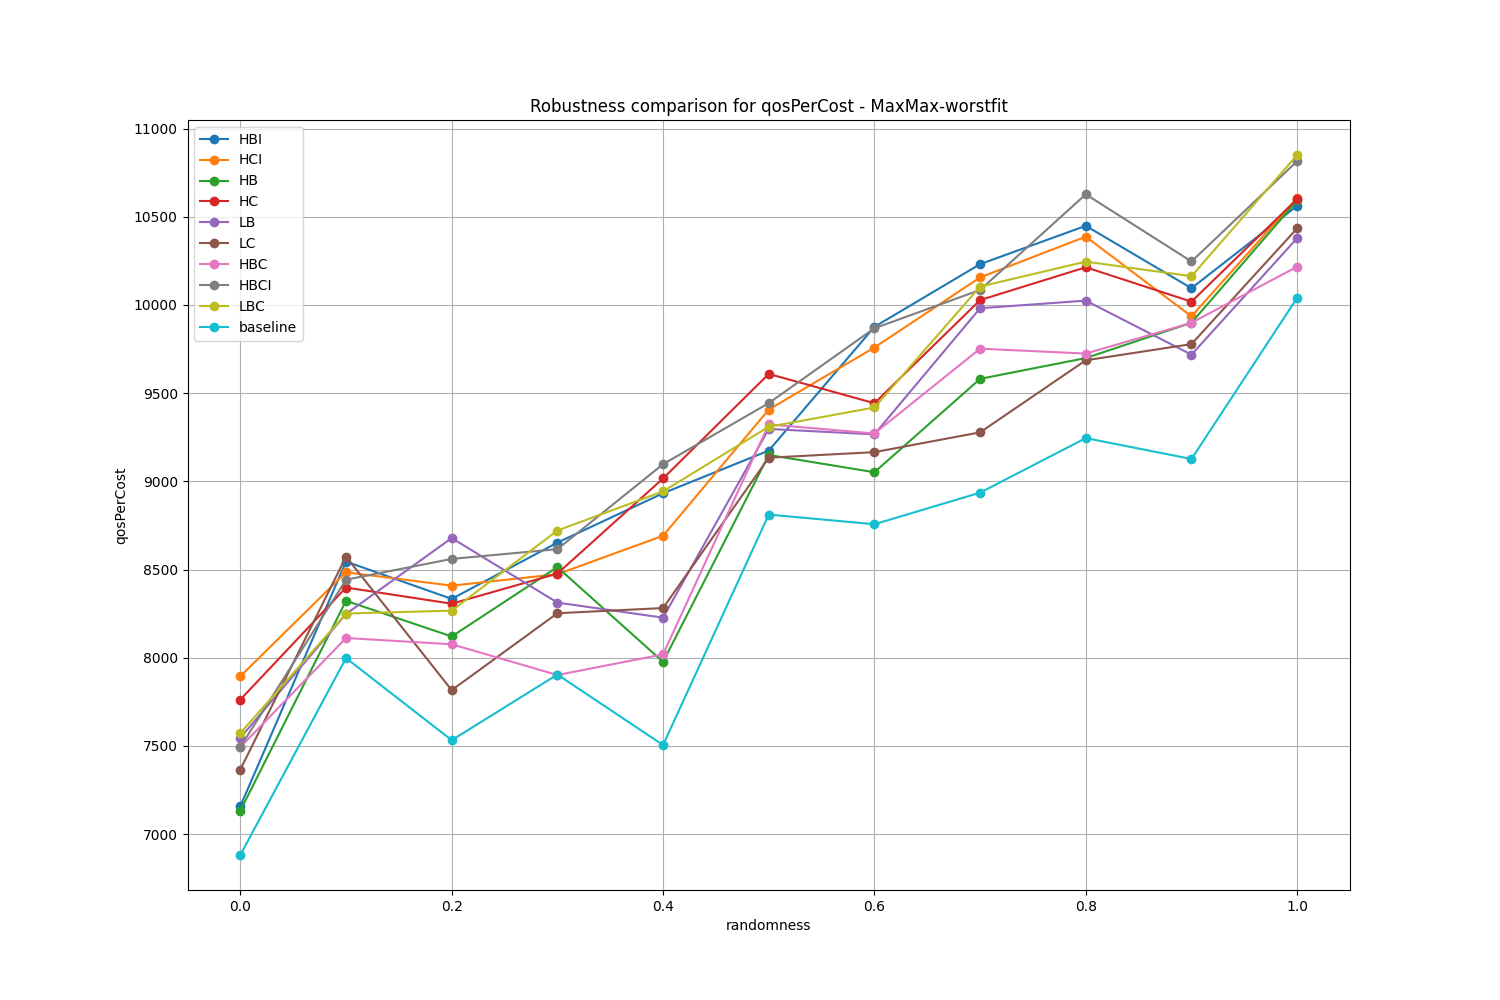 Robustness comparison for qosPerCost - MaxMax-worstfit
11000
10500
10000
9500
9000
8500
8000
7500
7000
qosPerCost
HBI
HCI
HB
HC
LB
LC
HBC
HBCI
LBC
baseline
0.0 0.2 0.4 0.6 0.8 1.0
randomness